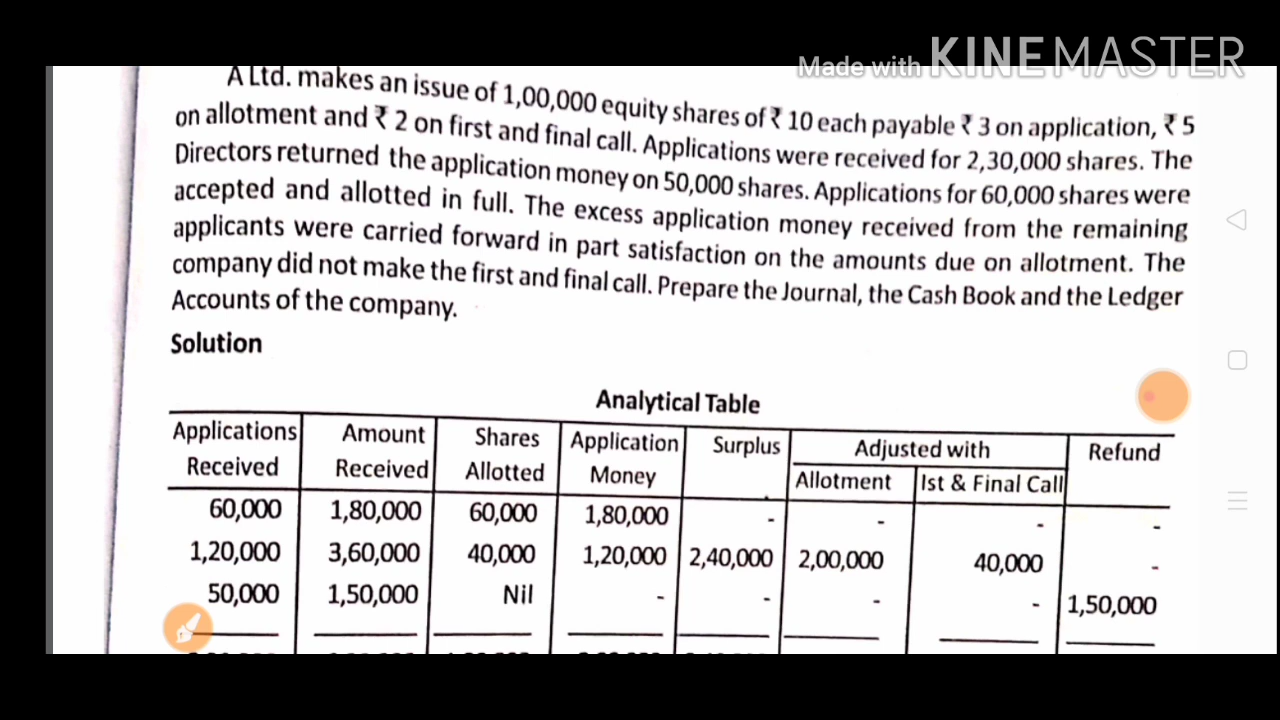 Made with KINEMASTER
A Ltd. makes an issue of 1,00,000 equity shares of ₹ 10 each payable ₹ 3 on application, ₹ 5
on allotment and ₹ 2 on first and final call. Applications were received for 2,30,000 shares. The
Directors returned the application money on 50,000 shares. Applications for 60,000 shares were
accepted and allotted in full. The excess application money received from the remaining
applicants were carried forward in part satisfaction on the amounts due on allotment. The
company did not make the first and final call. Prepare the Journal, the Cash Book and the Ledger
Accounts of the company.
Solution
Analytical Table
Applications Amount Shares Application Surplus Adjusted with Refund
Received Received Allotted Money Allotment Ist & Final Call
60,000 1,80,000 60,000 1,80,000 - - - -
1,20,000 3,60,000 40,000 1,20,000 2,40,000 2,00,000 40,000 -
50,000 1,50,000 Nil - - - - 1,50,000